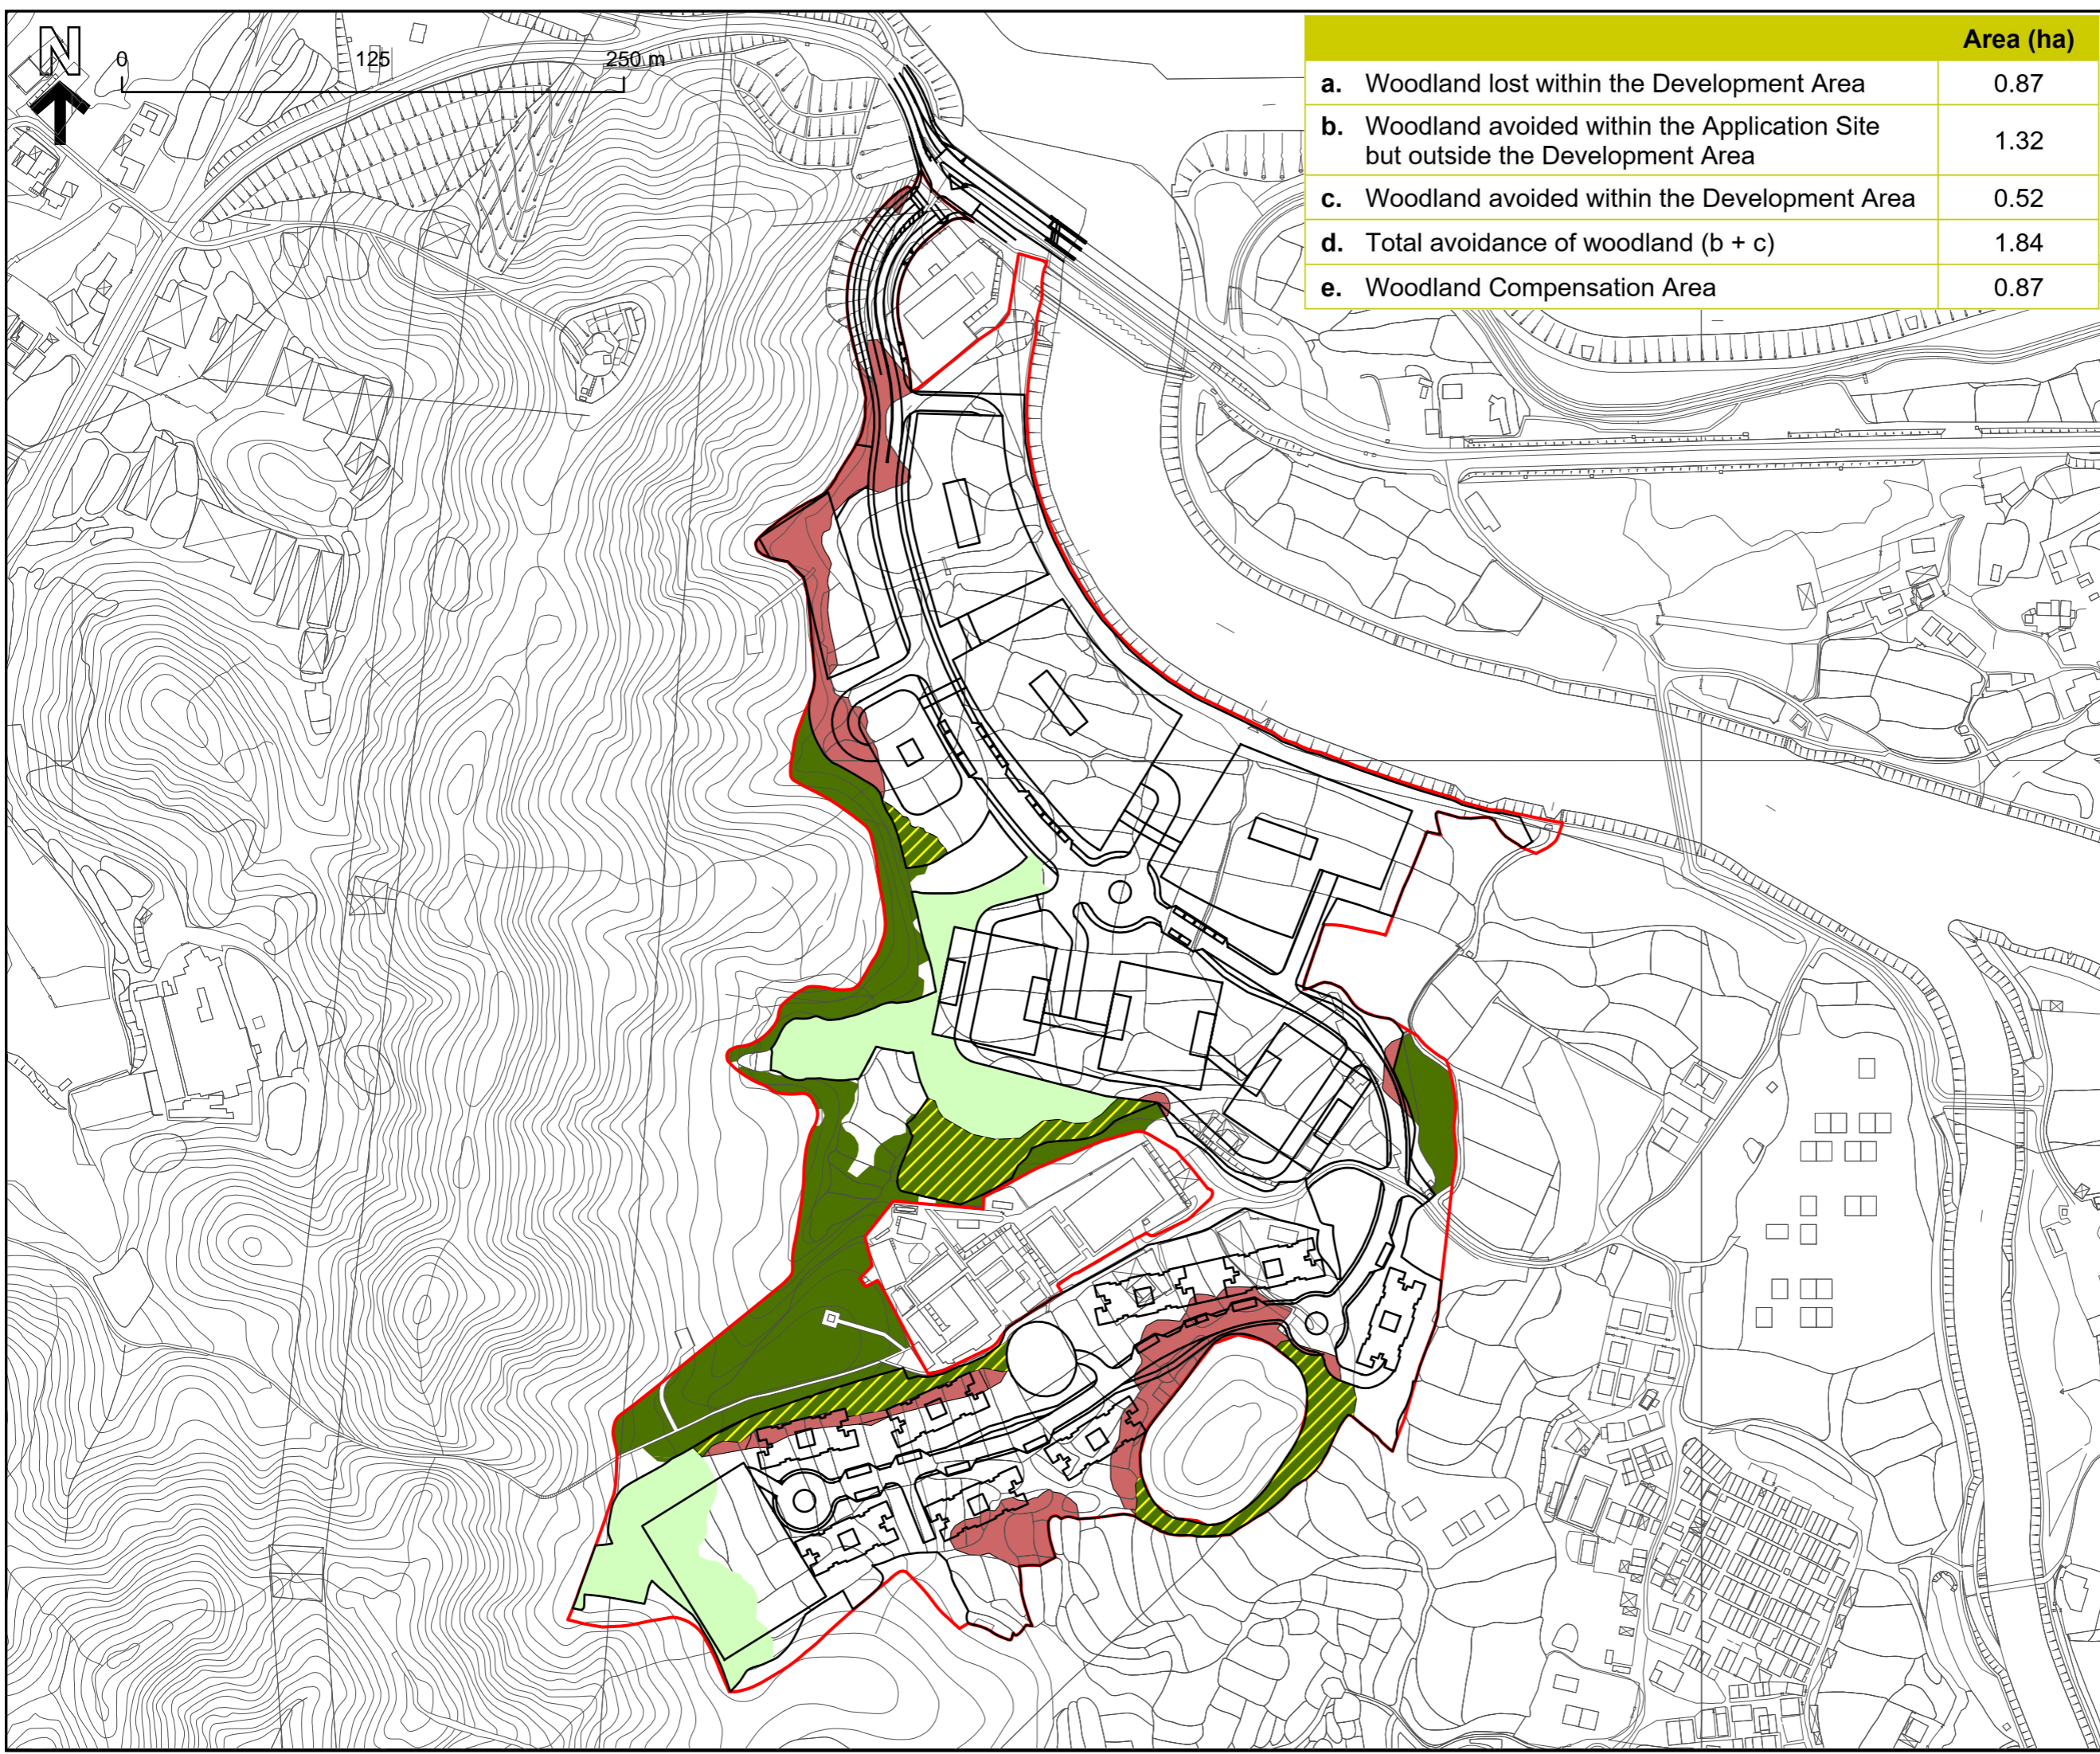 N
0 125 250 m
Area (ha)
a. Woodland lost within the Development Area 0.87
b. Woodland avoided within the Application Site
but outside the Development Area 1.32
c. Woodland avoided within the Development Area 0.52
d. Total avoidance of woodland (b + c) 1.84
e. Woodland Compensation Area 0.87